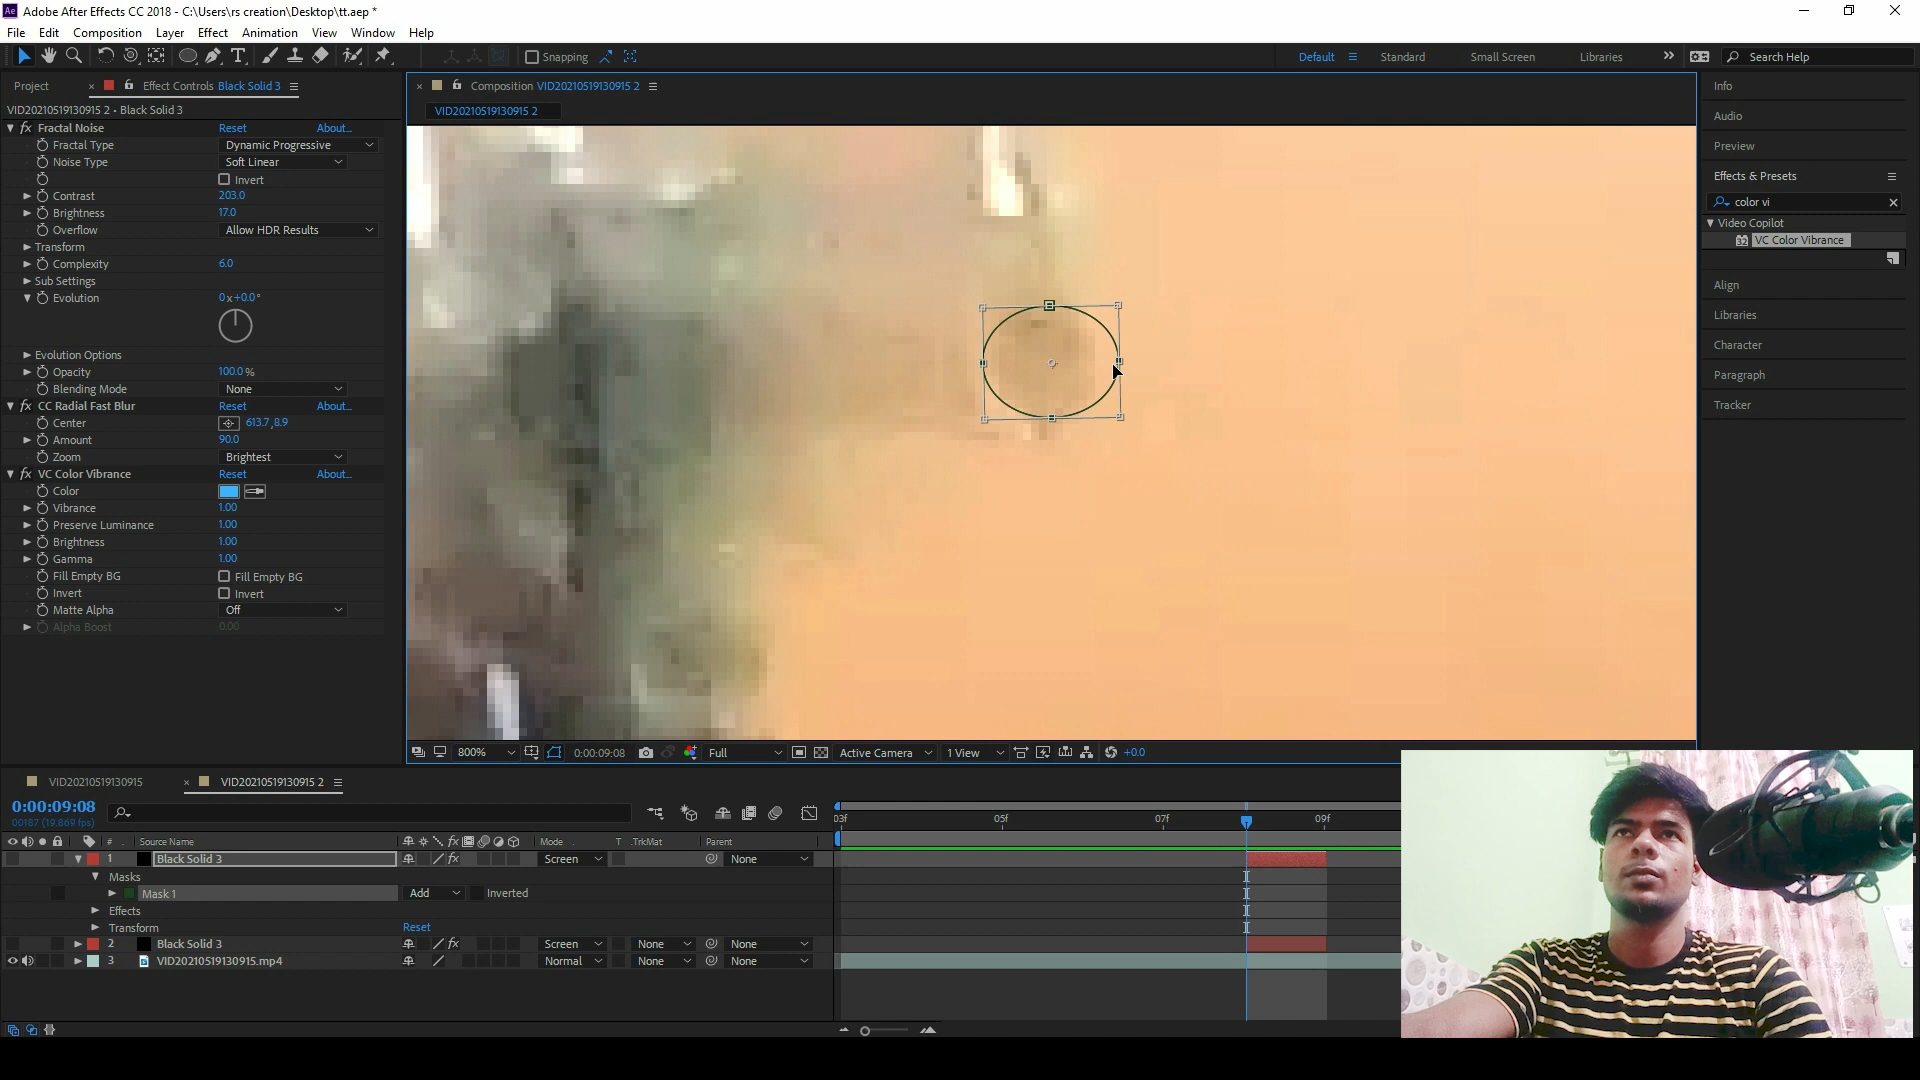 Ae Adobe After Effects CC 2018 - C:\Users\rs creation\Desktop\tt.aep *
File Edit Composition Layer Effect Animation View Window Help
Snapping Default Standard Small Screen Libraries Search Help
Project Effect Controls Black Solid 3
VID20210519130915 2 • Black Solid 3
fx Fractal Noise Reset About...
Fractal Type Dynamic Progressive
Noise Type Soft Linear
Invert
Contrast 203.0
Brightness 17.0
Overflow Allow HDR Results
Transform
Complexity 6.0
Sub Settings
Evolution 0x+0.0°
Evolution Options
Opacity 100.0 %
Blending Mode None
fx CC Radial Fast Blur Reset About...
Center 613.7,8.9
Amount 90.0
Zoom Brightest
fx VC Color Vibrance Reset About...
Color
Vibrance 1.00
Preserve Luminance 1.00
Brightness 1.00
Gamma 1.00
Fill Empty BG Fill Empty BG
Invert Invert
Matte Alpha Off
Alpha Boost 0.00
Composition VID20210519130915 2
VID20210519130915 2
800% 0:00:09:08 Full Active Camera 1 View +0.0
Info
Audio
Preview
Effects & Presets
color vi
Video Copilot
32 VC Color Vibrance
Align
Libraries
Character
Paragraph
Tracker
VID20210519130915 VID20210519130915 2
0:00:09:08
00187 (19.869 fps)
03f 05f 07f 09f
# Source Name fx Mode T .TrkMat Parent
1 Black Solid 3 fx Screen None
Masks
Mask 1 Add Inverted
Effects
Transform Reset
2 Black Solid 3 fx Screen None None
3 VID20210519130915.mp4 Normal None None